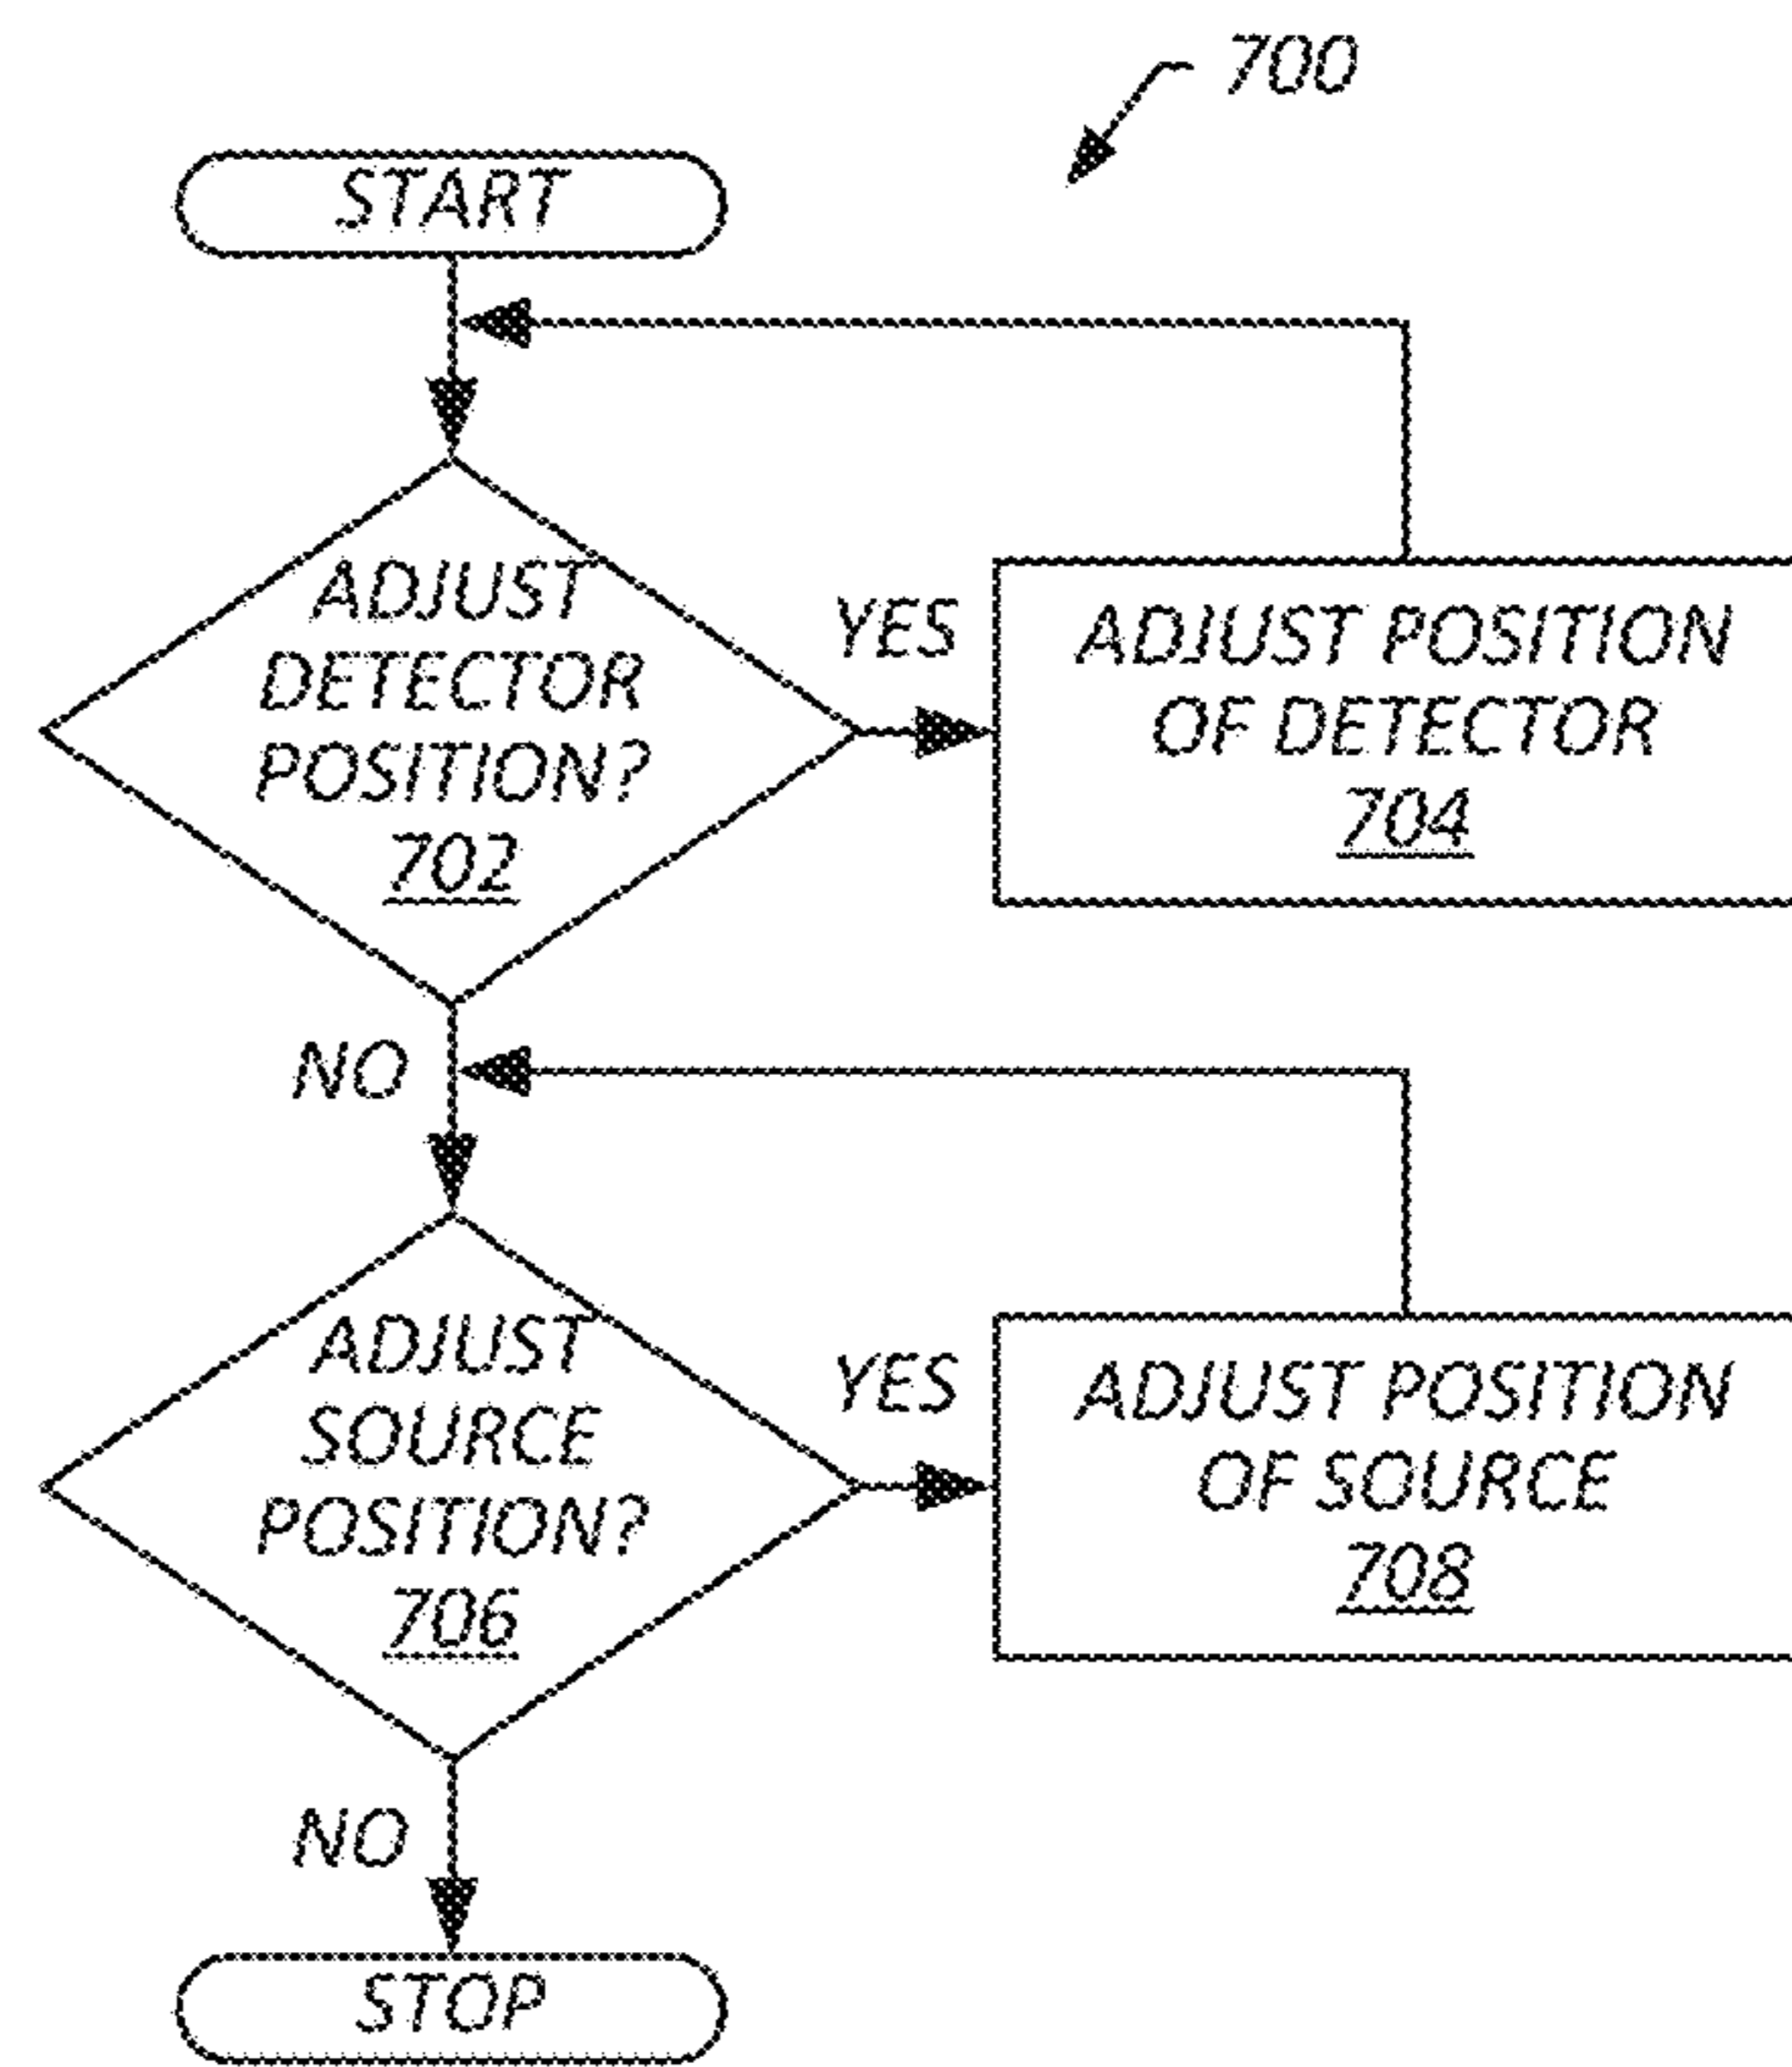 700
START
ADJUST
DETECTOR
POSITION?
702
YES
ADJUST POSITION
OF DETECTOR
704
NO
ADJUST
SOURCE
POSITION?
706
YES
ADJUST POSITION
OF SOURCE
708
NO
STOP